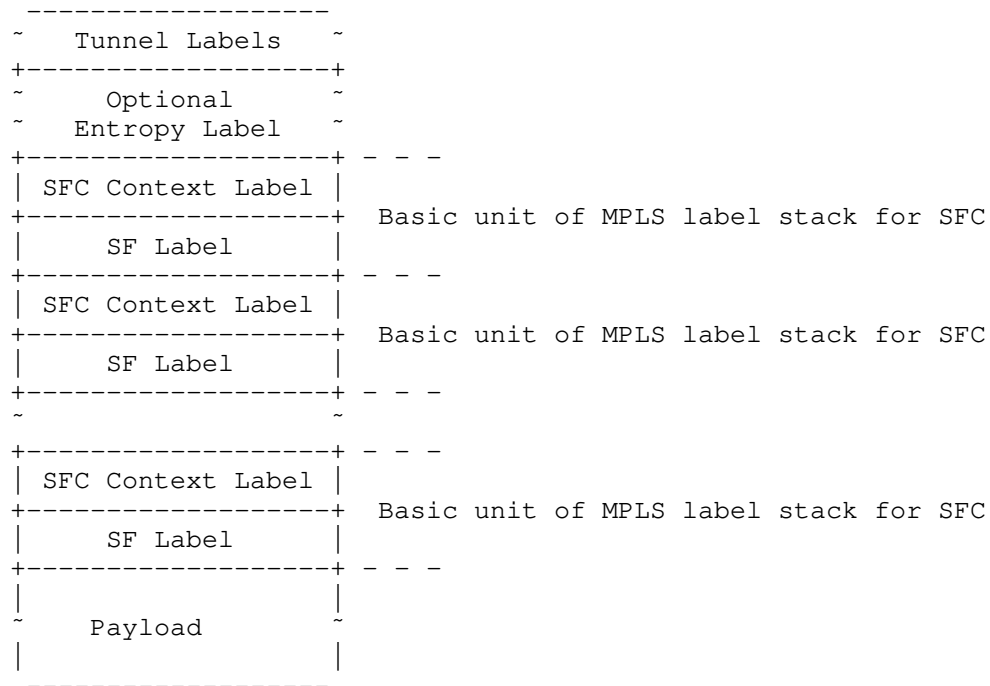 Tunnel Labels
Optional
Entropy Label
SFC Context Label
Basic unit of MPLS label stack for SFC
SF Label
SFC Context Label
Basic unit of MPLS label stack for SFC
SF Label
SFC Context Label
Basic unit of MPLS label stack for SFC
SF Label
Payload